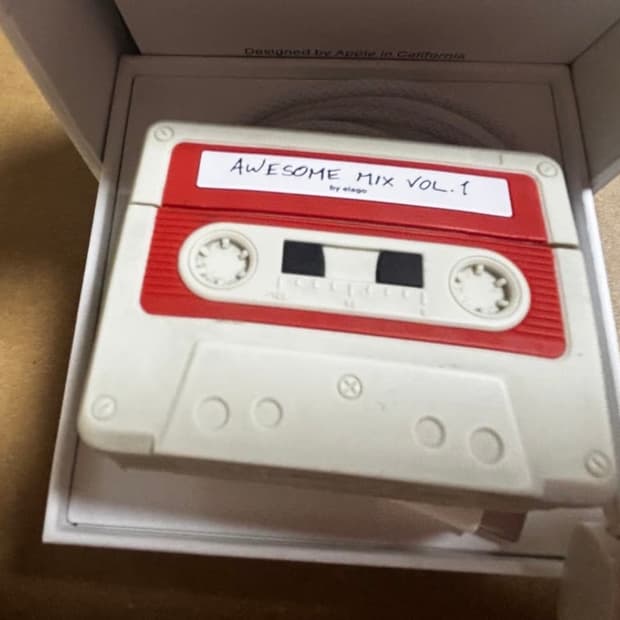 Designed by Apple in California
AWESOME MIX VOL. 1
by elago